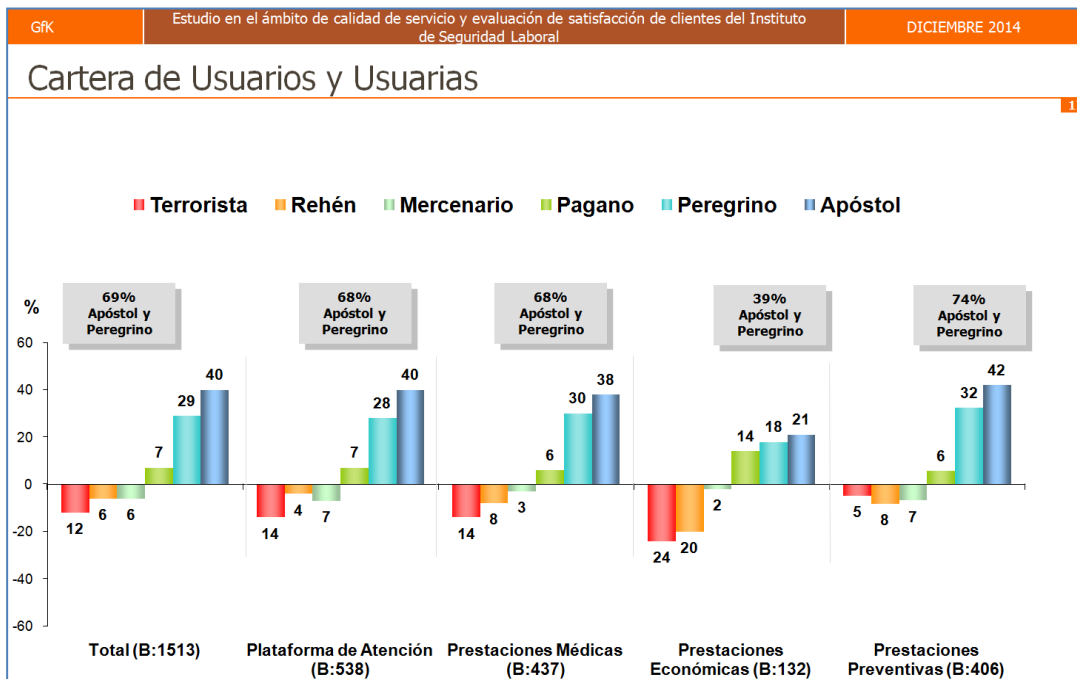 GfK
Estudio en el ámbito de calidad de servicio y evaluación de satisfacción de clientes del Instituto
de Seguridad Laboral
DICIEMBRE 2014
Cartera de Usuarios y Usuarias
1
Terrorista Rehén Mercenario Pagano Peregrino Apóstol
%
69%
Apóstol y
Peregrino
68%
Apóstol y
Peregrino
68%
Apóstol y
Peregrino
39%
Apóstol y
Peregrino
74%
Apóstol y
Peregrino
60
40
20
0
-20
-40
-60
12 6 6 7 29 40
14 4 7 7 28 40
14 8 3 6 30 38
24 20 2 14 18 21
5 8 7 6 32 42
Total (B:1513)
Plataforma de Atención
(B:538)
Prestaciones Médicas
(B:437)
Prestaciones
Económicas (B:132)
Prestaciones
Preventivas (B:406)